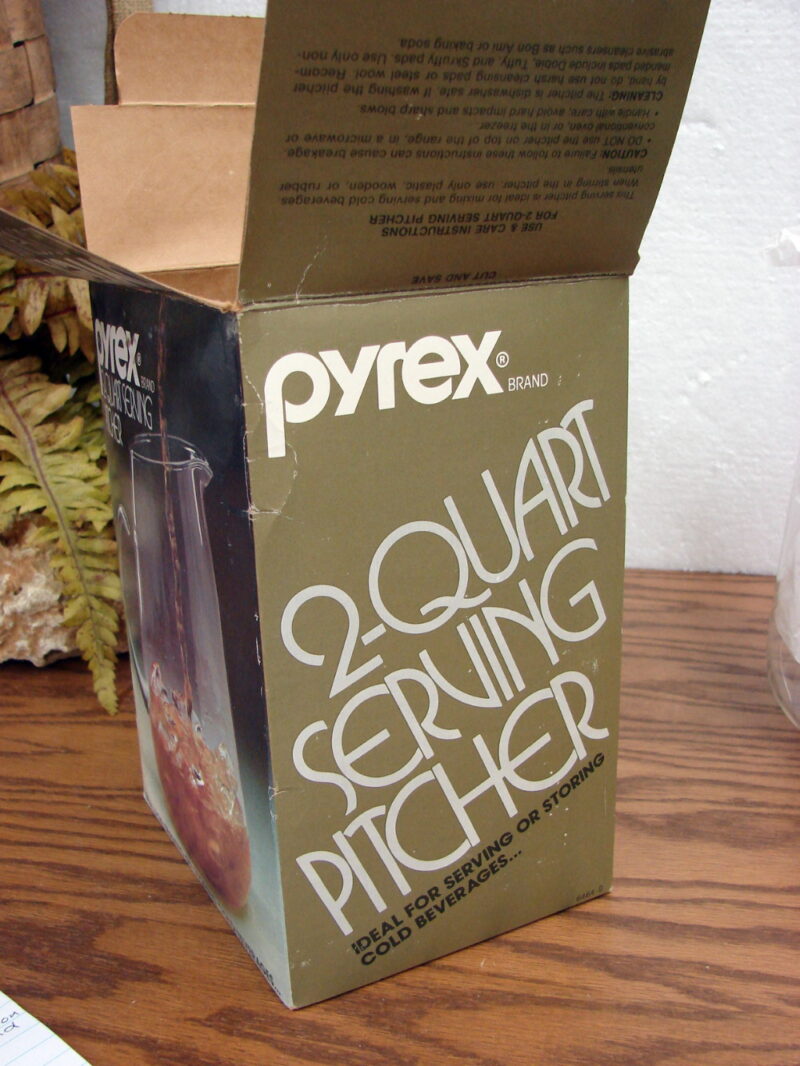 CUT AND SAVE
USE & CARE INSTRUCTIONS
FOR 2-QUART SERVING PITCHER
This serving pitcher is ideal for mixing and serving cold beverages.
When stirring in the pitcher, use only plastic, wooden, or rubber
utensils.
CAUTION: Failure to follow these instructions can cause breakage.
• DO NOT use the pitcher on top of the range, in a microwave or
conventional oven, or in the freezer.
• Handle with care, avoid hard impacts and sharp blows.
CLEANING: The pitcher is dishwasher safe. If washing the pitcher
by hand, do not use harsh cleansing pads or steel wool. Recom-
mended pads include Dobie, Tuffy, and Skruffy pads. Use only non-
abrasive cleansers such as Bon Ami or baking soda.
pyrex®
BRAND
2-QUART SERVING
PITCHER
pyrex® BRAND
2-QUART
SERVING
PITCHER
IDEAL FOR SERVING OR STORING
COLD BEVERAGES...